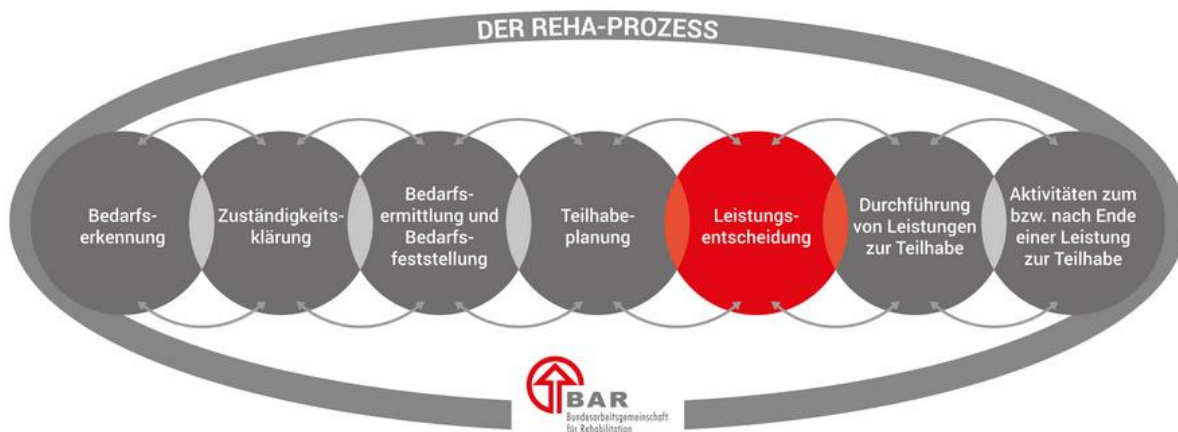 DER REHA-PROZESS
Bedarfs-
erkennung
Zuständigkeits-
klärung
Bedarfs-
ermittlung und
Bedarfs-
feststellung
Teilhabe-
planung
Leistungs-
entscheidung
Durchführung
von Leistungen
zur Teilhabe
Aktivitäten zum
bzw. nach Ende
einer Leistung
zur Teilhabe
BAR
Bundesarbeitsgemeinschaft
für Rehabilitation